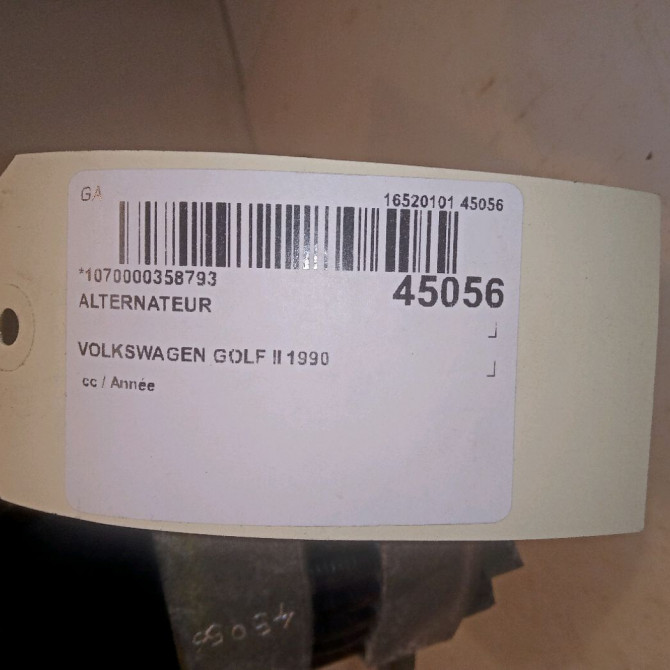 GA
16520101 45056
*1070000358793
45056
ALTERNATEUR
VOLKSWAGEN GOLF II 1990
cc / Année
45056